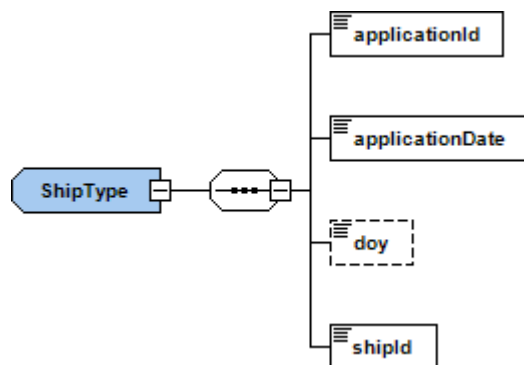 applicationId
applicationDate
ShipType
doy
shipId